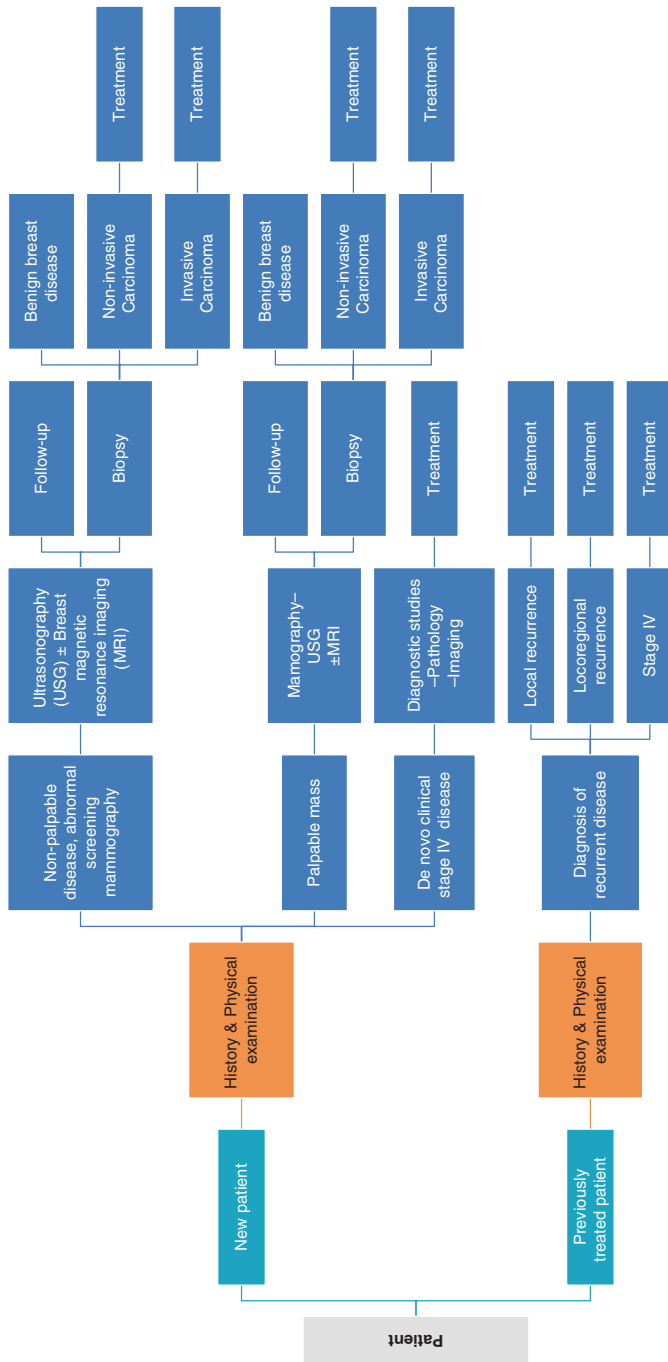 Patient
New patient
Previously
treated patient
History & Physical
examination
History & Physical
examination
Non-palpable
disease, abnormal
screening
mammography
Palpable mass
De novo clinical
stage IV disease
Diagnosis of
recurrent disease
Ultrasonography
(USG) ± Breast
magnetic
resonance imaging
(MRI)
Mamography–
USG
±MRI
Diagnostic studies
–Pathology
–Imaging
Local recurrence
Locoregional
recurrence
Stage IV
Follow-up
Biopsy
Follow-up
Biopsy
Treatment
Treatment
Treatment
Treatment
Benign breast
disease
Non-invasive
Carcinoma
Invasive
Carcinoma
Benign breast
disease
Non-invasive
Carcinoma
Invasive
Carcinoma
Treatment
Treatment
Treatment
Treatment